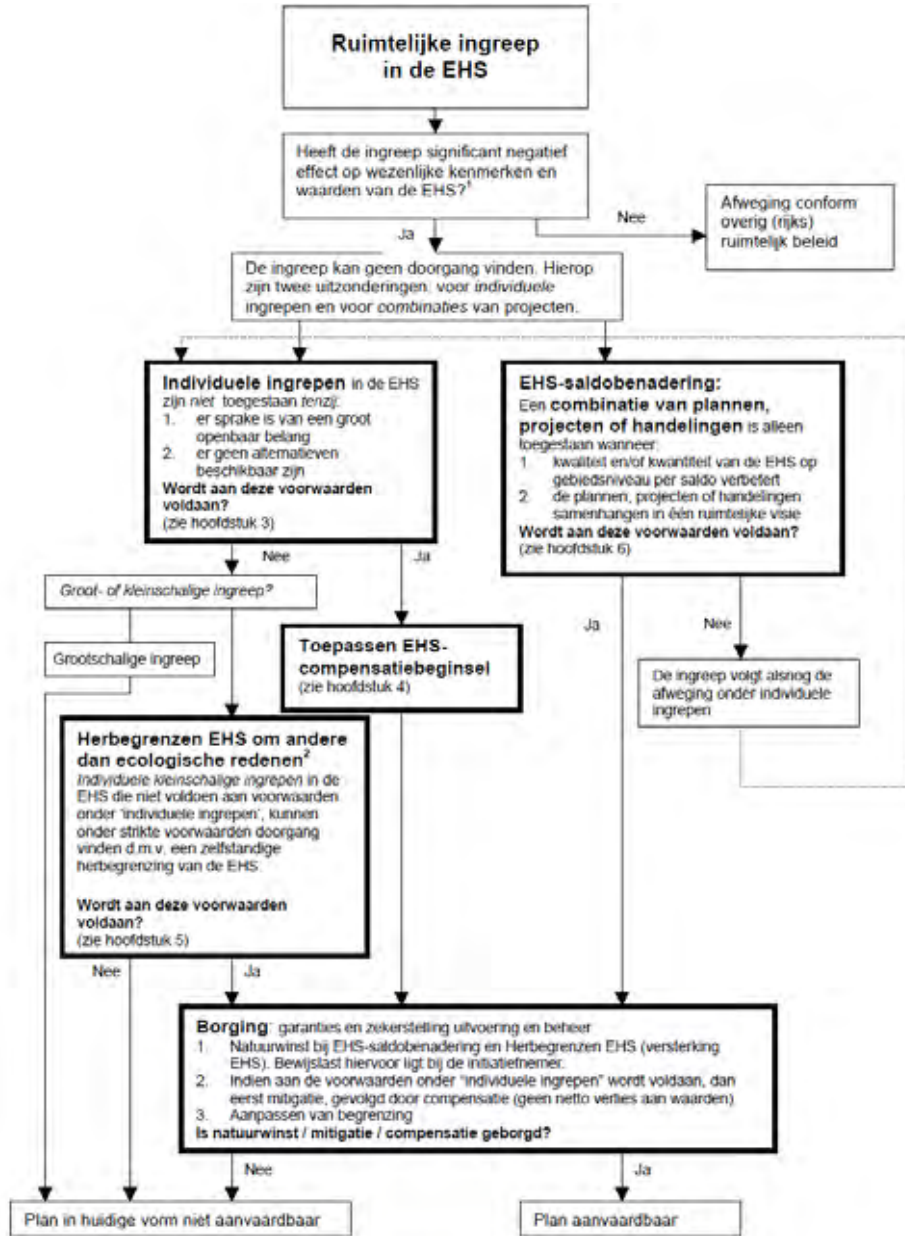 Ruimtelijke ingreep
in de EHS
Heeft de ingreep significant negatief
effect op wezenlijke kenmerken en
waarden van de EHS?¹
Nee
Afweging conform
overig (rijks)
ruimtelijk beleid
Ja
De ingreep kan geen doorgang vinden. Hierop
zijn twee uitzonderingen: voor individuele
ingrepen en voor combinaties van projecten.
Individuele ingrepen in de EHS
zijn niet toegestaan tenzij:
1. er sprake is van een groot
openbaar belang
2. er geen alternatieven
beschikbaar zijn
Wordt aan deze voorwaarden
voldaan?
(zie hoofdstuk 3)
EHS-saldobenadering:
Een combinatie van plannen,
projecten of handelingen is alleen
toegestaan wanneer:
1. kwaliteit en/of kwantiteit van de EHS op
gebiedsniveau per saldo verbetert
2. de plannen, projecten of handelingen
samenhangen in één ruimtelijke visie
Wordt aan deze voorwaarden voldaan?
(zie hoofdstuk 6)
Nee
Ja
Groot- of kleinschalige ingreep?
Ja
Nee
Grootschalige ingreep
Toepassen EHS-
compensatiebeginsel
(zie hoofdstuk 4)
De ingreep volgt alsnog de
afweging onder individuele
ingrepen
Herbegrenzen EHS om andere
dan ecologische redenen²
Individuele kleinschalige ingrepen in de
EHS die niet voldoen aan voorwaarden
onder 'individuele ingrepen', kunnen
onder strikte voorwaarden doorgang
vinden d.m.v. een zelfstandige
herbegrenzing van de EHS.
Wordt aan deze voorwaarden
voldaan?
(zie hoofdstuk 5)
Nee
Ja
Borging: garanties en zekerstelling uitvoering en beheer
1. Natuurwinst bij EHS-saldobenadering en Herbegrenzen EHS (versterking
EHS). Bewijslast hiervoor ligt bij de initiatiefnemer.
2. Indien aan de voorwaarden onder "individuele ingrepen" wordt voldaan, dan
eerst mitigatie, gevolgd door compensatie (geen netto verlies aan waarden)
3. Aanpassen van begrenzing
Is natuurwinst / mitigatie / compensatie geborgd?
Nee
Ja
Plan in huidige vorm niet aanvaardbaar
Plan aanvaardbaar